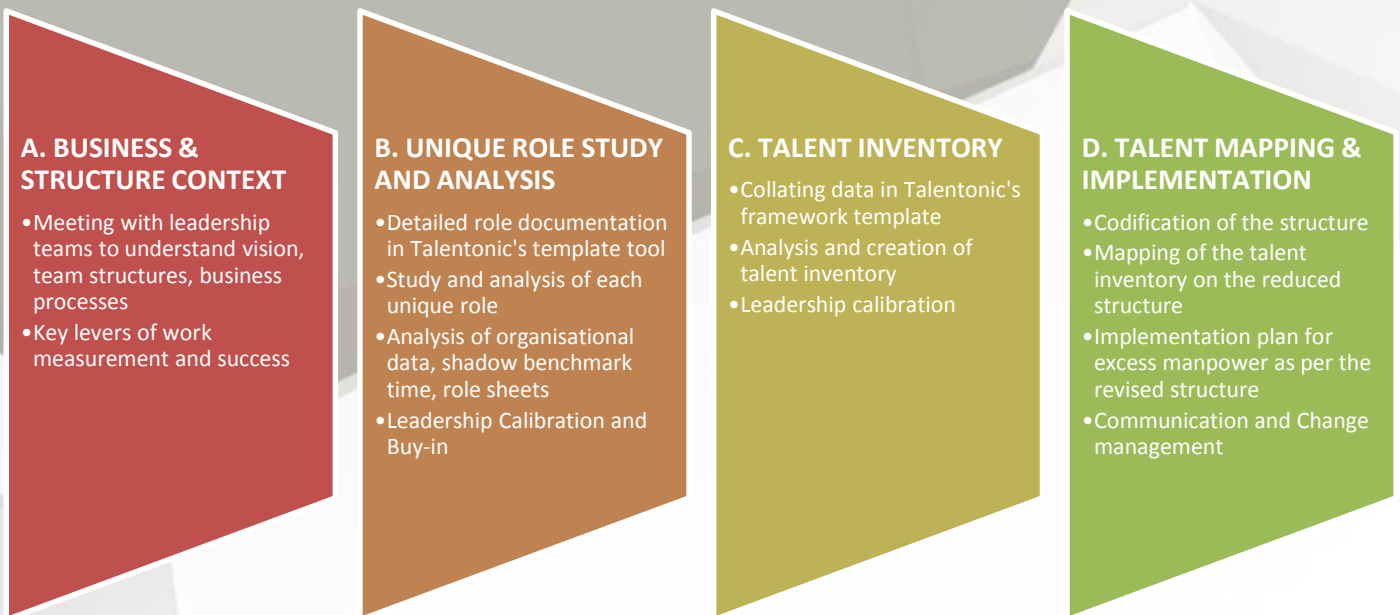 A. BUSINESS &
STRUCTURE CONTEXT
•Meeting with leadership
teams to understand vision,
team structures, business
processes
•Key levers of work
measurement and success
B. UNIQUE ROLE STUDY
AND ANALYSIS
•Detailed role documentation
in Talentonic's template tool
•Study and analysis of each
unique role
•Analysis of organisational
data, shadow benchmark
time, role sheets
•Leadership Calibration and
Buy-in
C. TALENT INVENTORY
•Collating data in Talentonic's
framework template
•Analysis and creation of
talent inventory
•Leadership calibration
D. TALENT MAPPING &
IMPLEMENTATION
•Codification of the structure
•Mapping of the talent
inventory on the reduced
structure
•Implementation plan for
excess manpower as per the
revised structure
•Communication and Change
management